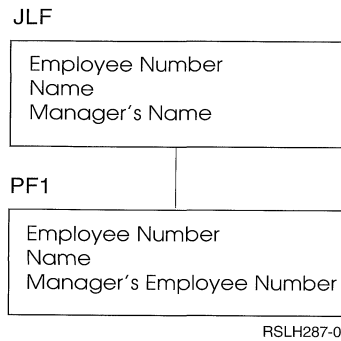 JLF
Employee Number
Name
Manager's Name
PF1
Employee Number
Name
Manager's Employee Number
RSLH287-0